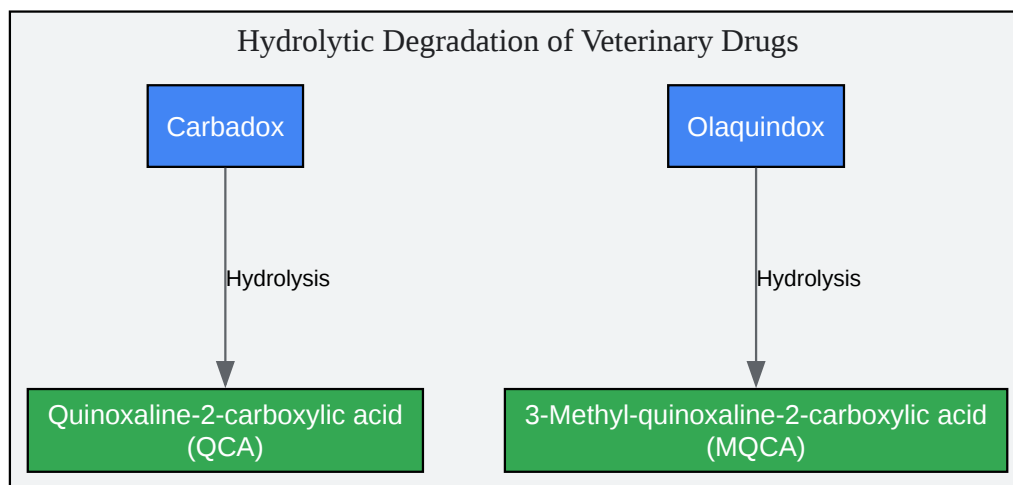 Hydrolytic Degradation of Veterinary Drugs
Carbadox
Olaquindox
Hydrolysis
Hydrolysis
Quinoxaline-2-carboxylic acid
(QCA)
3-Methyl-quinoxaline-2-carboxylic acid
(MQCA)